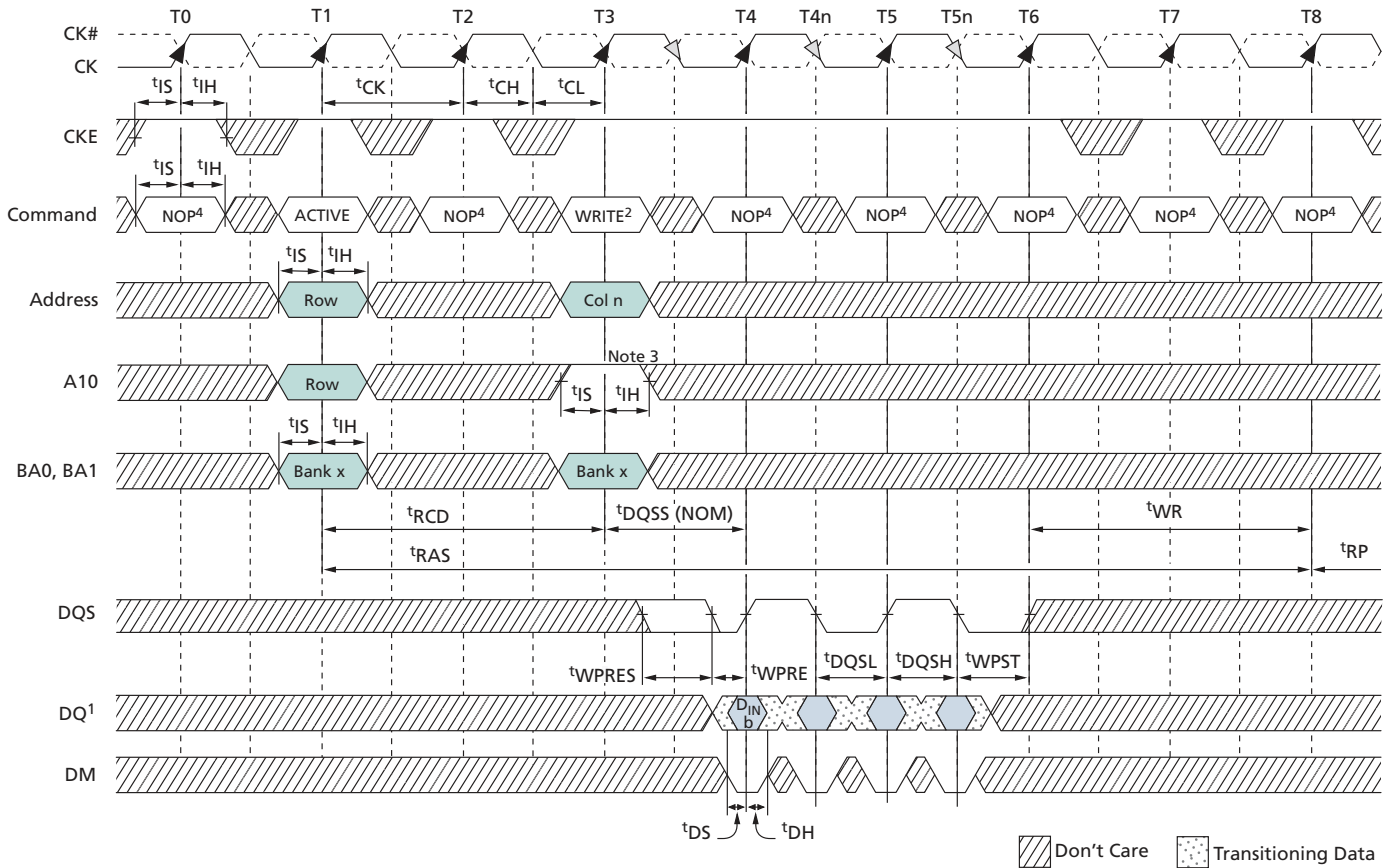 T0 T1 T2 T3 T4 T4n T5 T5n T6 T7 T8
CK#
CK
tIS tIH tCK tCH tCL
CKE
tIS tIH
Command NOP4 ACTIVE NOP4 WRITE2 NOP4 NOP4 NOP4 NOP4 NOP4
tIS tIH
Address Row Col n
Note 3
A10 Row
tIS tIH
tIS tIH
BA0, BA1 Bank x Bank x
tRCD tDQSS (NOM) tWR
tRAS tRP
DQS
tWPRES tWPRE tDQSL tDQSH tWPST
DQ1 DIN
b
DM
tDS tDH
Don't Care Transitioning Data